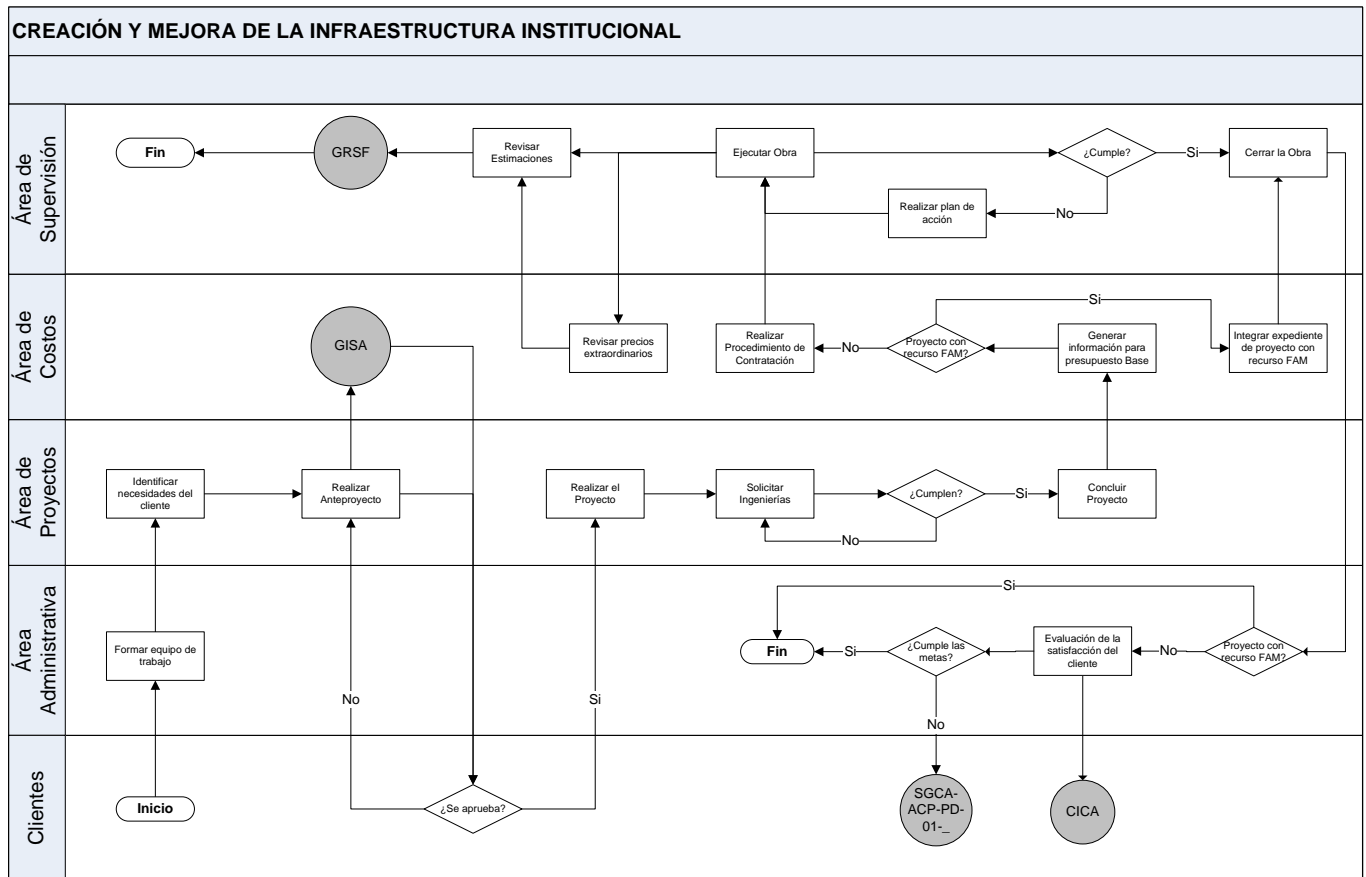 CREACIÓN Y MEJORA DE LA INFRAESTRUCTURA INSTITUCIONAL
Área de
Supervisión
Fin
GRSF
Revisar
Estimaciones
Ejecutar Obra
¿Cumple?
Si
Cerrar la Obra
Realizar plan de
acción
No
Área de
Costos
GISA
Revisar precios
extraordinarios
Realizar
Procedimiento de
Contratación
No
Proyecto con
recurso FAM?
Si
Generar
información para
presupuesto Base
Integrar expediente
de proyecto con
recurso FAM
Área de
Proyectos
Identificar
necesidades del
cliente
Realizar
Anteproyecto
Realizar el
Proyecto
Solicitar
Ingenierías
¿Cumplen?
Si
No
Concluir
Proyecto
Área
Administrativa
Formar equipo de
trabajo
No
Si
Fin
Si
¿Cumple las
metas?
No
Evaluación de la
satisfacción del
cliente
No
Proyecto con
recurso FAM?
Si
Clientes
Inicio
¿Se aprueba?
SGCA-
ACP-PD-
01-_
CICA